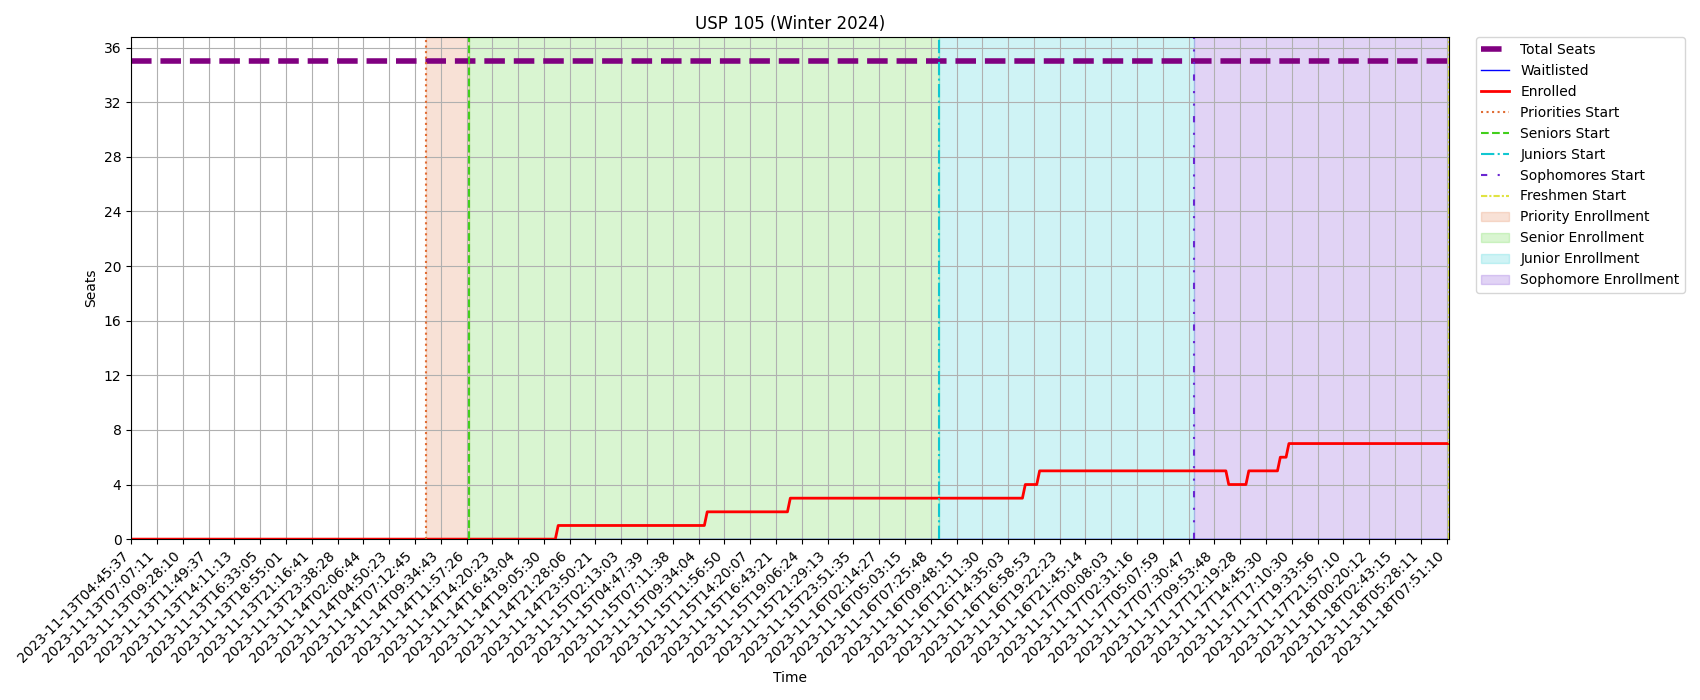 USP 105 (Winter 2024)
36
32
28
24
20
16
12
8
4
0
Seats
2023-11-13T04:45:37
2023-11-13T07:07:11
2023-11-13T09:28:10
2023-11-13T11:49:37
2023-11-13T14:11:13
2023-11-13T16:33:05
2023-11-13T18:55:01
2023-11-13T21:16:41
2023-11-13T23:38:28
2023-11-14T02:06:44
2023-11-14T04:50:23
2023-11-14T07:12:45
2023-11-14T09:34:43
2023-11-14T11:57:26
2023-11-14T14:20:23
2023-11-14T16:43:04
2023-11-14T19:05:30
2023-11-14T21:28:06
2023-11-14T23:50:21
2023-11-15T02:13:03
2023-11-15T04:47:39
2023-11-15T07:11:38
2023-11-15T09:34:04
2023-11-15T11:56:50
2023-11-15T14:20:07
2023-11-15T16:43:21
2023-11-15T19:06:24
2023-11-15T21:29:13
2023-11-15T23:51:35
2023-11-16T02:14:27
2023-11-16T05:03:15
2023-11-16T07:25:48
2023-11-16T09:48:15
2023-11-16T12:11:30
2023-11-16T14:35:03
2023-11-16T16:58:53
2023-11-16T19:22:23
2023-11-16T21:45:14
2023-11-17T00:08:03
2023-11-17T02:31:16
2023-11-17T05:07:59
2023-11-17T07:30:47
2023-11-17T09:53:48
2023-11-17T12:19:28
2023-11-17T14:45:30
2023-11-17T17:10:30
2023-11-17T19:33:56
2023-11-17T21:57:10
2023-11-18T00:20:12
2023-11-18T02:43:15
2023-11-18T05:28:11
2023-11-18T07:51:10
Time
Total Seats
Waitlisted
Enrolled
Priorities Start
Seniors Start
Juniors Start
Sophomores Start
Freshmen Start
Priority Enrollment
Senior Enrollment
Junior Enrollment
Sophomore Enrollment